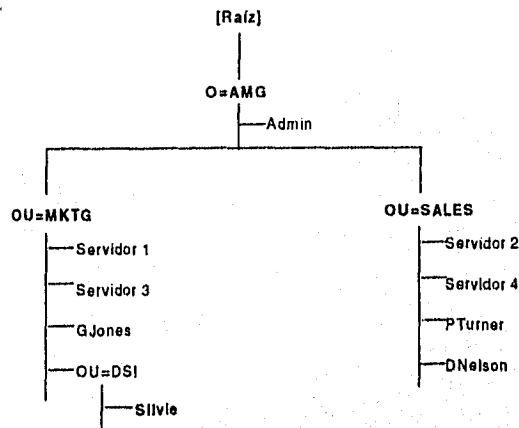 [Raíz]
O=AMG
Admin
OU=MKTG
Servidor 1
Servidor 3
GJones
OU=DSI
Silvie
OU=SALES
Servidor 2
Servidor 4
PTurner
DNelson